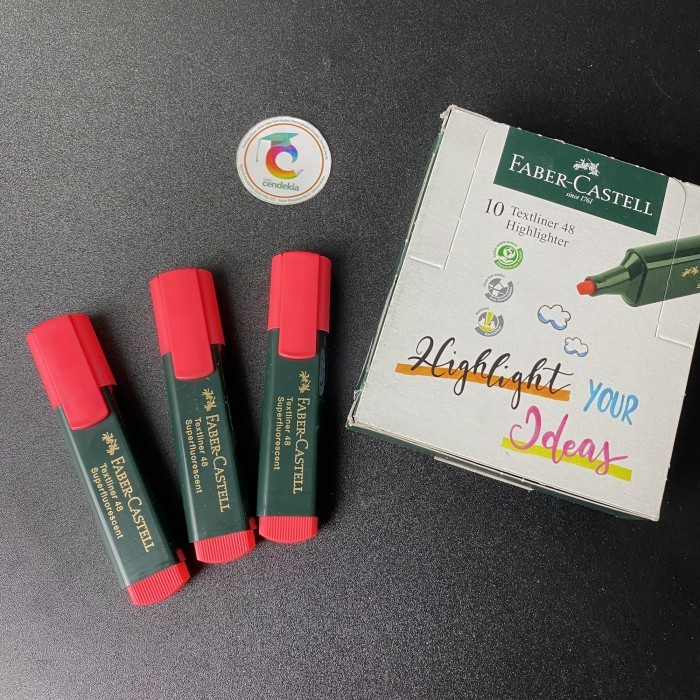 cendekia
FABER-CASTELL
since 1761
10 Textliner 48
Highlighter
Highlight YOUR
Ideas
FABER-CASTELL
Textliner 48
Superfluorescent
FABER-CASTELL
Textliner 48
Superfluorescent
FABER-CASTELL
Textliner 48
Superfluorescent